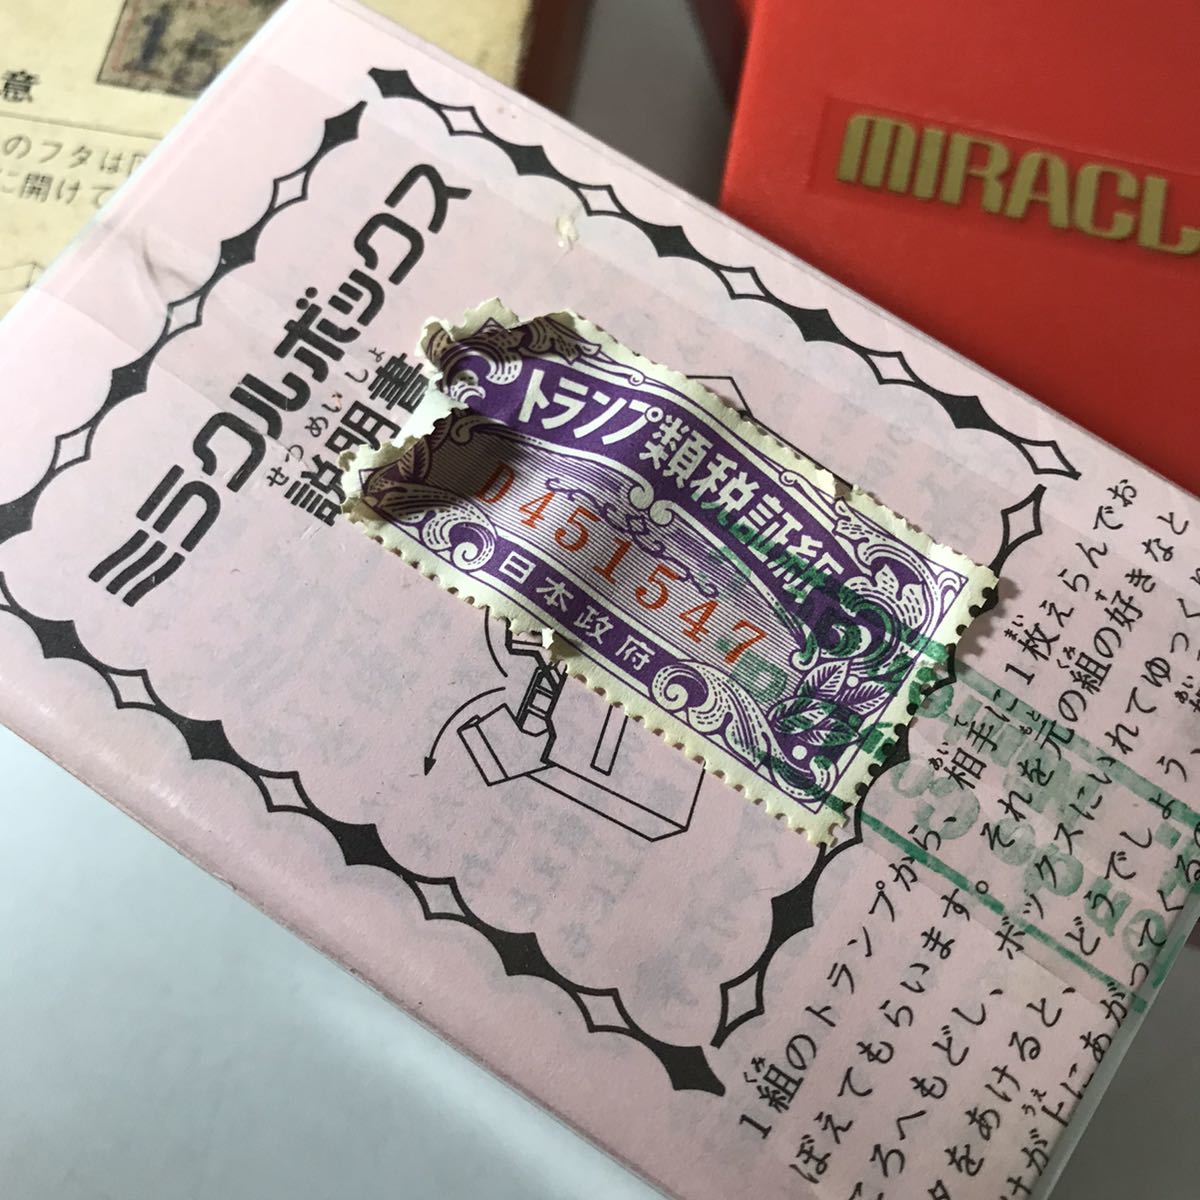 意
のフタは
に開けて
MIRACL
ミラクルボックス
せつめいしょ
説明書
トランプ類税証紙
D451547
日本政府
1組のトランプから、相手に1枚えらんでお
ぼえてもらいます。それを元の組の好きなと
ころへもどし、ボックスにいれてゆっく
タをあけると、どうでしょう、
がトにあがってくる